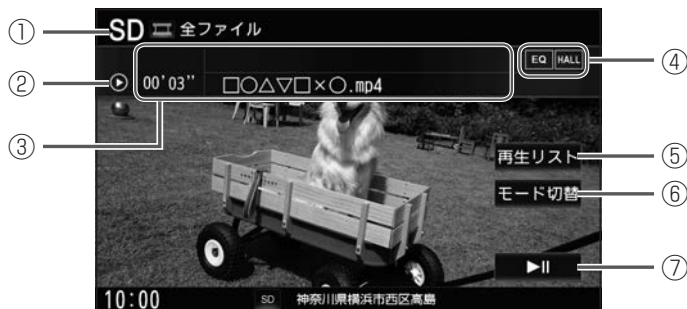 ① SD 全ファイル
② 00'03" □○△▽□×○.mp4
③
EQ HALL ④
再生リスト ⑤
モード切替 ⑥
►II ⑦
10:00 SD 神奈川県横浜市西区高島